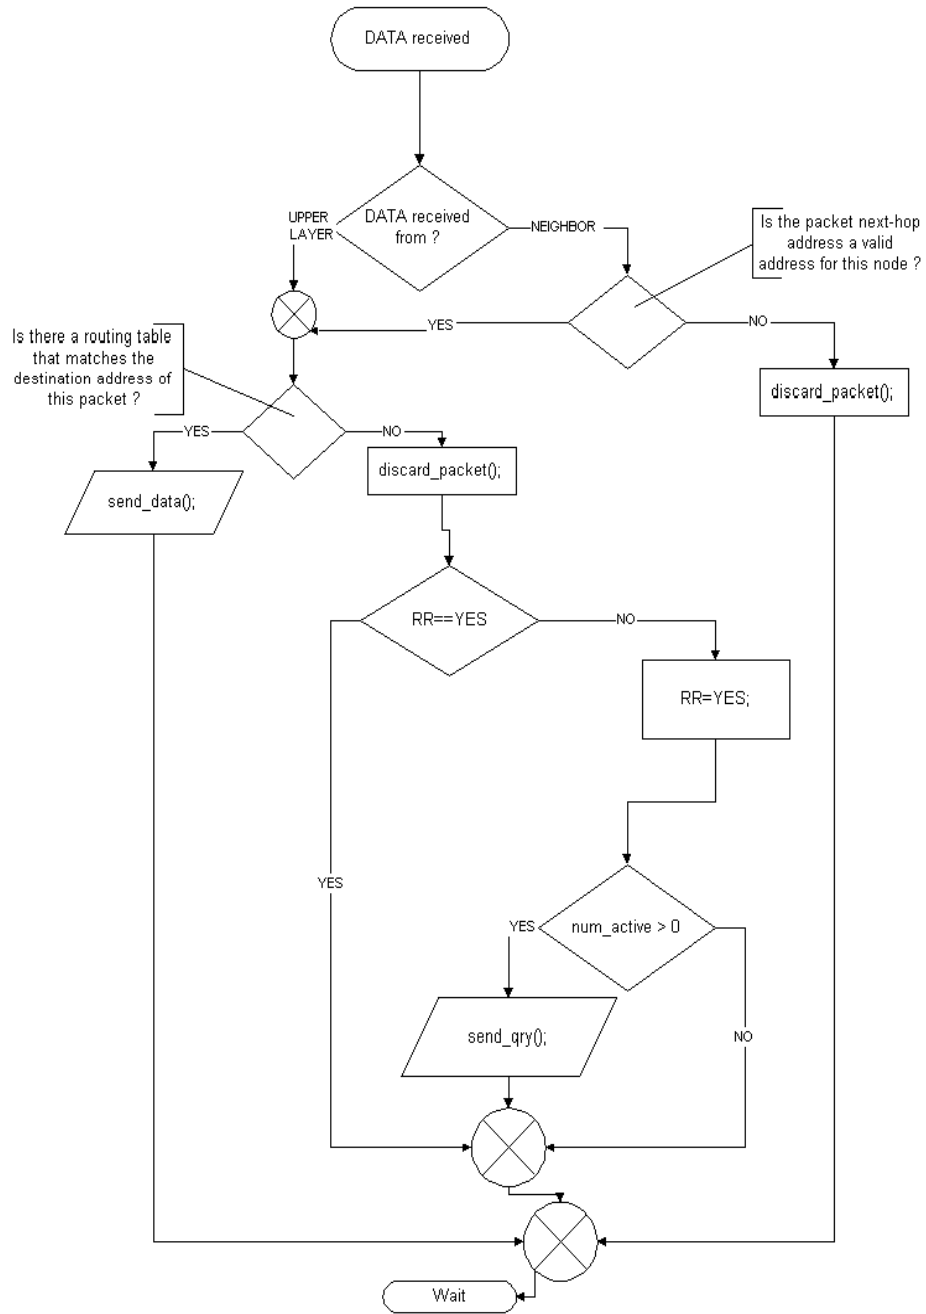 DATA received
DATA received
from ?
UPPER
LAYER
NEIGHBOR
Is the packet next-hop
address a valid
address for this node ?
YES
NO
Is there a routing table
that matches the
destination address of
this packet ?
discard_packet();
YES
NO
discard_packet();
send_data();
RR==YES
NO
RR=YES;
YES
num_active > 0
YES
NO
send_qry();
Wait